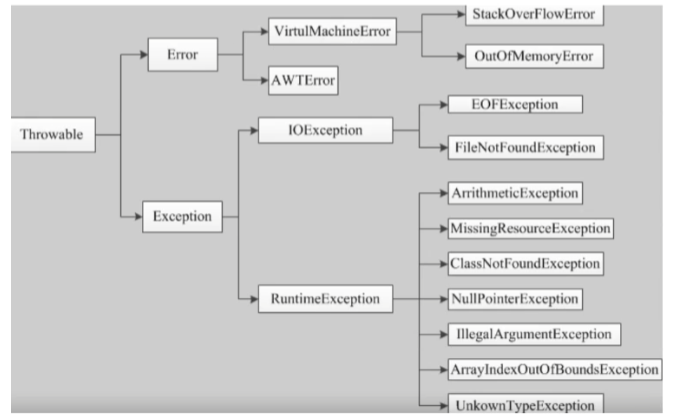 StackOverFlowError
VirtulMachineError
Error
OutOfMemoryError
AWTError
EOFException
IOException
Throwable
FileNotFoundException
ArrithmeticException
Exception
MissingResourceException
ClassNotFoundException
RuntimeException
NullPointerException
IllegalArgumentException
ArrayIndexOutOfBoundsException
UnkownTypeException